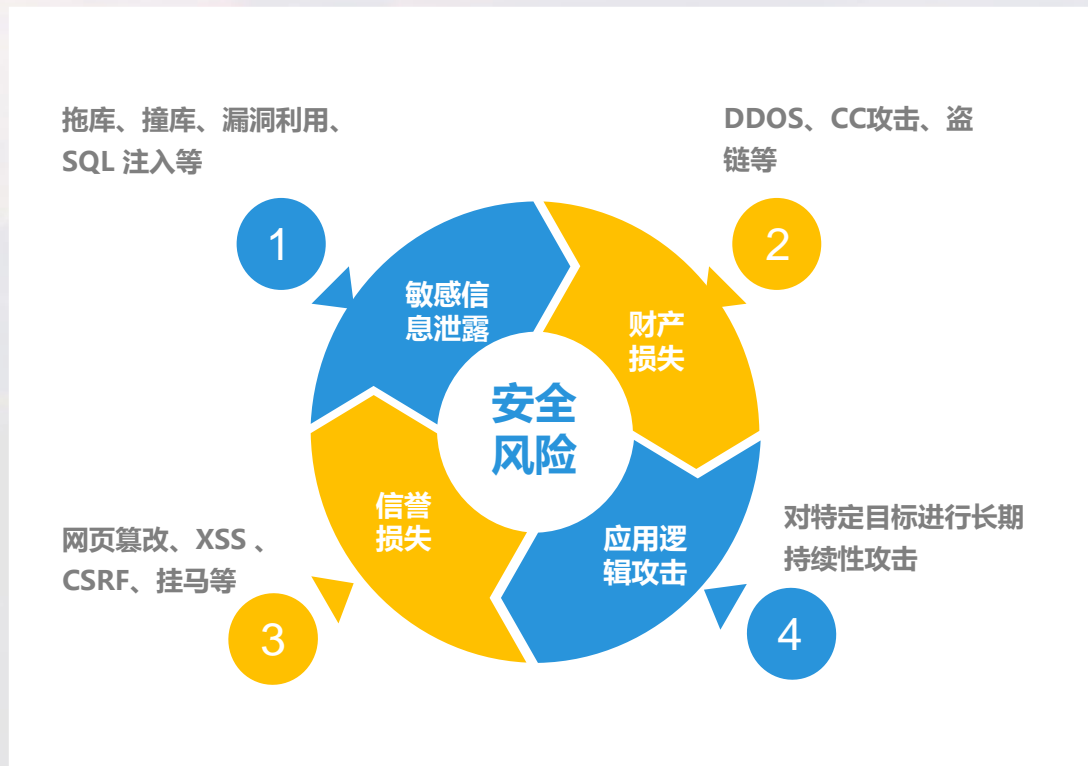 拖库、撞库、漏洞利用、
SQL 注入等
DDOS、CC攻击、盗
链等
1
2
敏感信
息泄露
财产
损失
安全
风险
信誉
损失
应用逻
辑攻击
网页篡改、XSS 、
CSRF、挂马等
对特定目标进行长期
持续性攻击
3
4